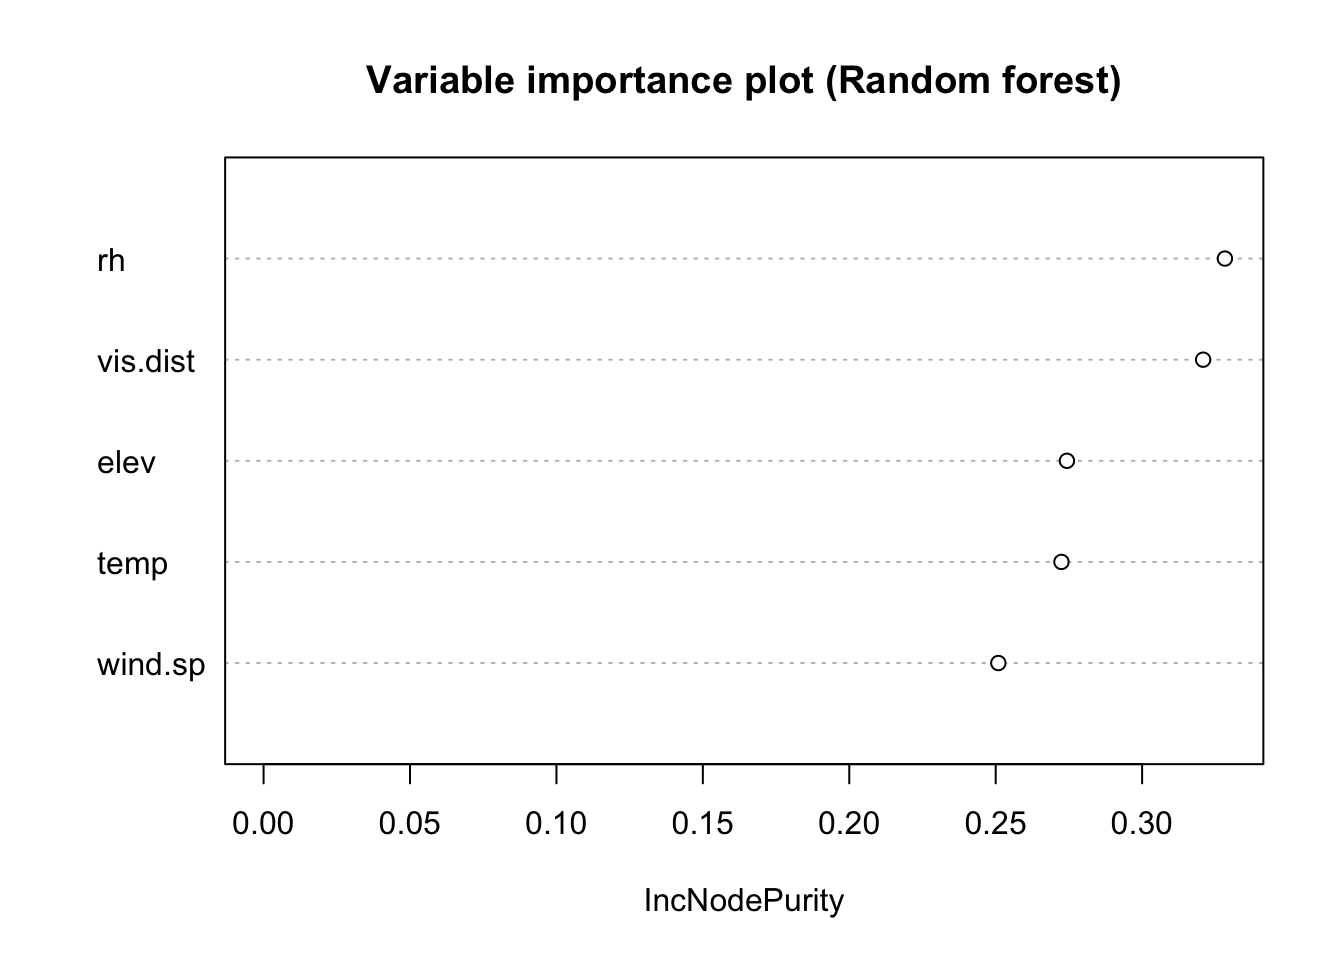 Variable importance plot (Random forest)
rh
vis.dist
elev
temp
wind.sp
0.00 0.05 0.10 0.15 0.20 0.25 0.30
IncNodePurity